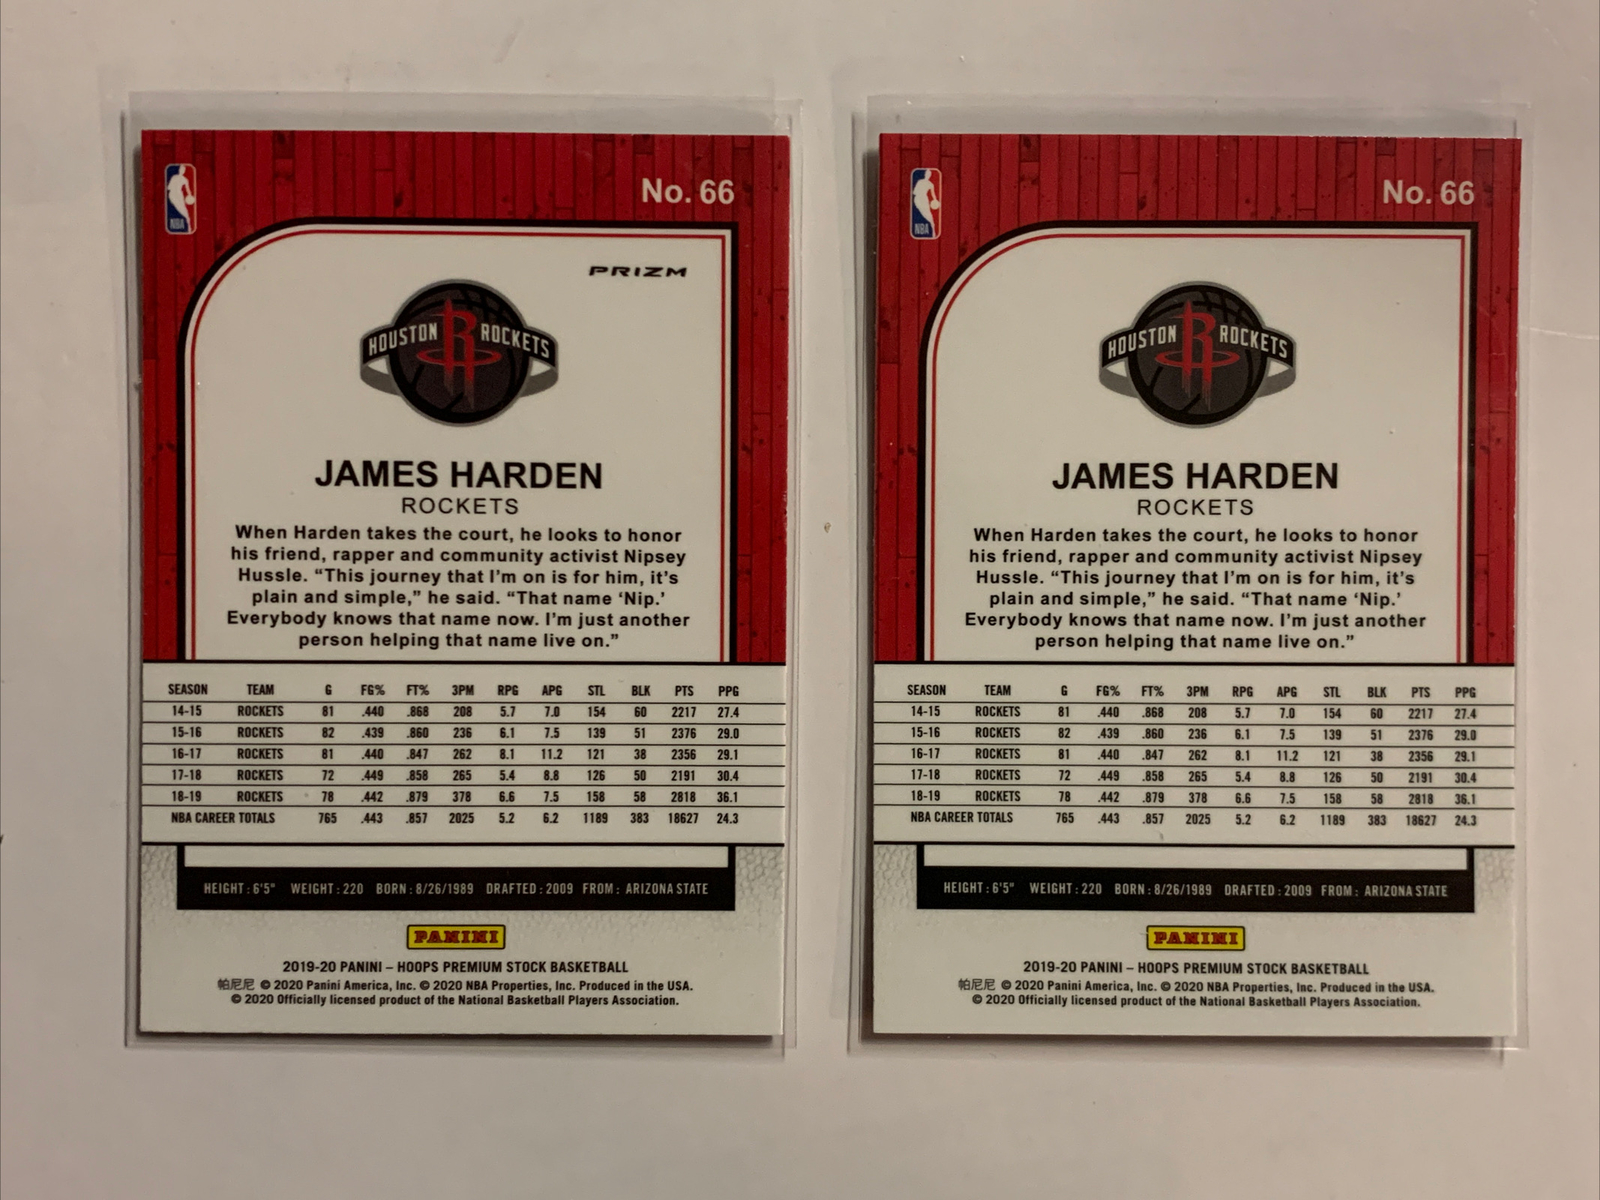 NBA
No. 66
PRIZM
HOUSTON ROCKETS
JAMES HARDEN
ROCKETS
When Harden takes the court, he looks to honor
his friend, rapper and community activist Nipsey
Hussle. “This journey that I’m on is for him, it’s
plain and simple,” he said. “That name ‘Nip.’
Everybody knows that name now. I’m just another
person helping that name live on.”
SEASON TEAM G FG% FT% 3PM RPG APG STL BLK PTS PPG
14-15 ROCKETS 81 .440 .868 208 5.7 7.0 154 60 2217 27.4
15-16 ROCKETS 82 .439 .860 236 6.1 7.5 139 51 2376 29.0
16-17 ROCKETS 81 .440 .847 262 8.1 11.2 121 38 2356 29.1
17-18 ROCKETS 72 .449 .858 265 5.4 8.8 126 50 2191 30.4
18-19 ROCKETS 78 .442 .879 378 6.6 7.5 158 58 2818 36.1
NBA CAREER TOTALS 765 .443 .857 2025 5.2 6.2 1189 383 18627 24.3
HEIGHT: 6'5" WEIGHT: 220 BORN: 8/26/1989 DRAFTED: 2009 FROM: ARIZONA STATE
PANINI
2019-20 PANINI – HOOPS PREMIUM STOCK BASKETBALL
帕尼尼 © 2020 Panini America, Inc. © 2020 NBA Properties, Inc. Produced in the USA.
© 2020 Officially licensed product of the National Basketball Players Association.
NBA
No. 66
HOUSTON ROCKETS
JAMES HARDEN
ROCKETS
When Harden takes the court, he looks to honor
his friend, rapper and community activist Nipsey
Hussle. “This journey that I’m on is for him, it’s
plain and simple,” he said. “That name ‘Nip.’
Everybody knows that name now. I’m just another
person helping that name live on.”
SEASON TEAM G FG% FT% 3PM RPG APG STL BLK PTS PPG
14-15 ROCKETS 81 .440 .868 208 5.7 7.0 154 60 2217 27.4
15-16 ROCKETS 82 .439 .860 236 6.1 7.5 139 51 2376 29.0
16-17 ROCKETS 81 .440 .847 262 8.1 11.2 121 38 2356 29.1
17-18 ROCKETS 72 .449 .858 265 5.4 8.8 126 50 2191 30.4
18-19 ROCKETS 78 .442 .879 378 6.6 7.5 158 58 2818 36.1
NBA CAREER TOTALS 765 .443 .857 2025 5.2 6.2 1189 383 18627 24.3
HEIGHT: 6'5" WEIGHT: 220 BORN: 8/26/1989 DRAFTED: 2009 FROM: ARIZONA STATE
PANINI
2019-20 PANINI – HOOPS PREMIUM STOCK BASKETBALL
帕尼尼 © 2020 Panini America, Inc. © 2020 NBA Properties, Inc. Produced in the USA.
© 2020 Officially licensed product of the National Basketball Players Association.